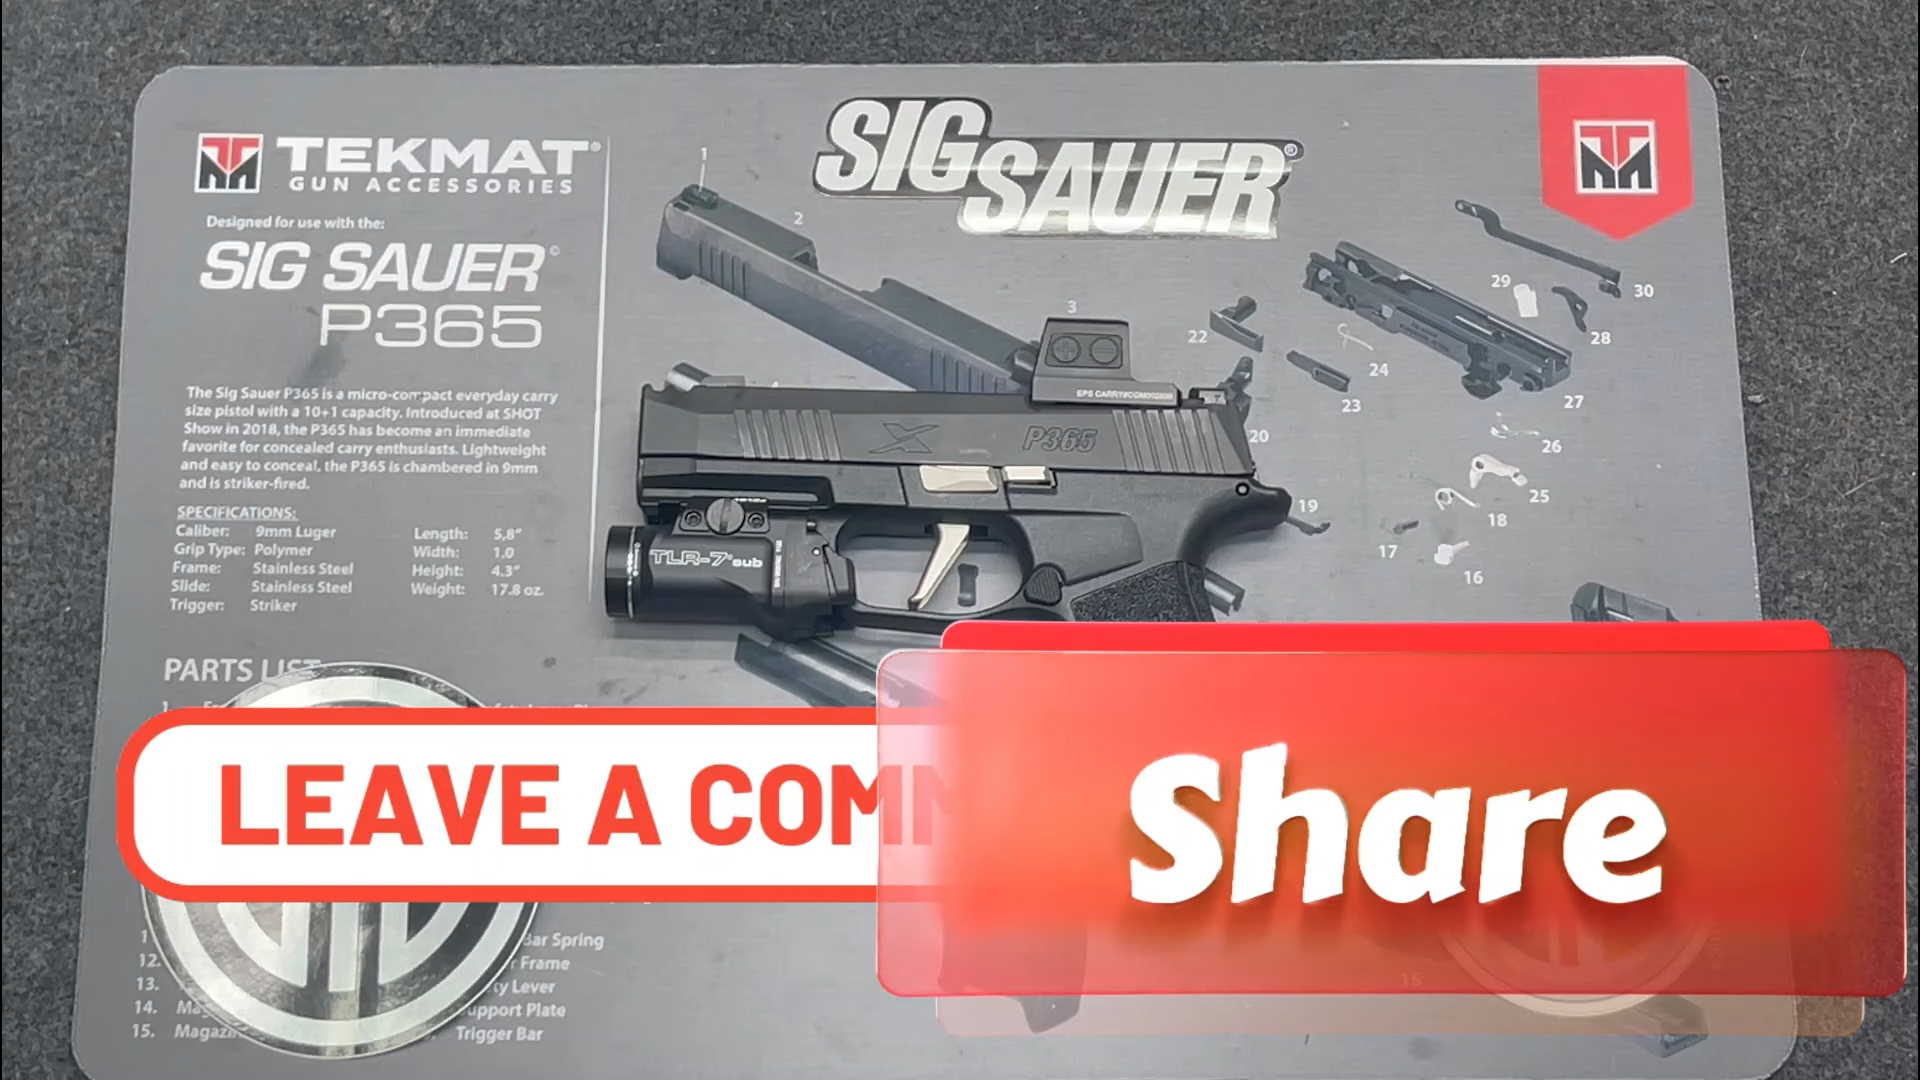 TEKMAT®
GUN ACCESSORIES
Designed for use with the:
SIG SAUER©
P365
The Sig Sauer P365 is a micro-compact everyday carry
size pistol with a 10+1 capacity. Introduced at SHOT
Show in 2018, the P365 has become an immediate
favorite for concealed carry enthusiasts. Lightweight
and easy to conceal, the P365 is chambered in 9mm
and is striker-fired.
SPECIFICATIONS:
Caliber: 9mm Luger Length: 5,8"
Grip Type: Polymer Width: 1.0
Frame: Stainless Steel Height: 4.3"
Slide: Stainless Steel Weight: 17.8 oz.
Trigger: Striker
PARTS LIST
1.
12.
13.
14.
15.
Bar Spring
Frame
Lever
Support Plate
Trigger Bar
SIG SAUER®
1
2
3
22
23
24
29
30
28
27
26
25
20
19
18
17
16
15
EPS CARRY
X P365
TLR-7 sub
LEAVE A COMM
Share